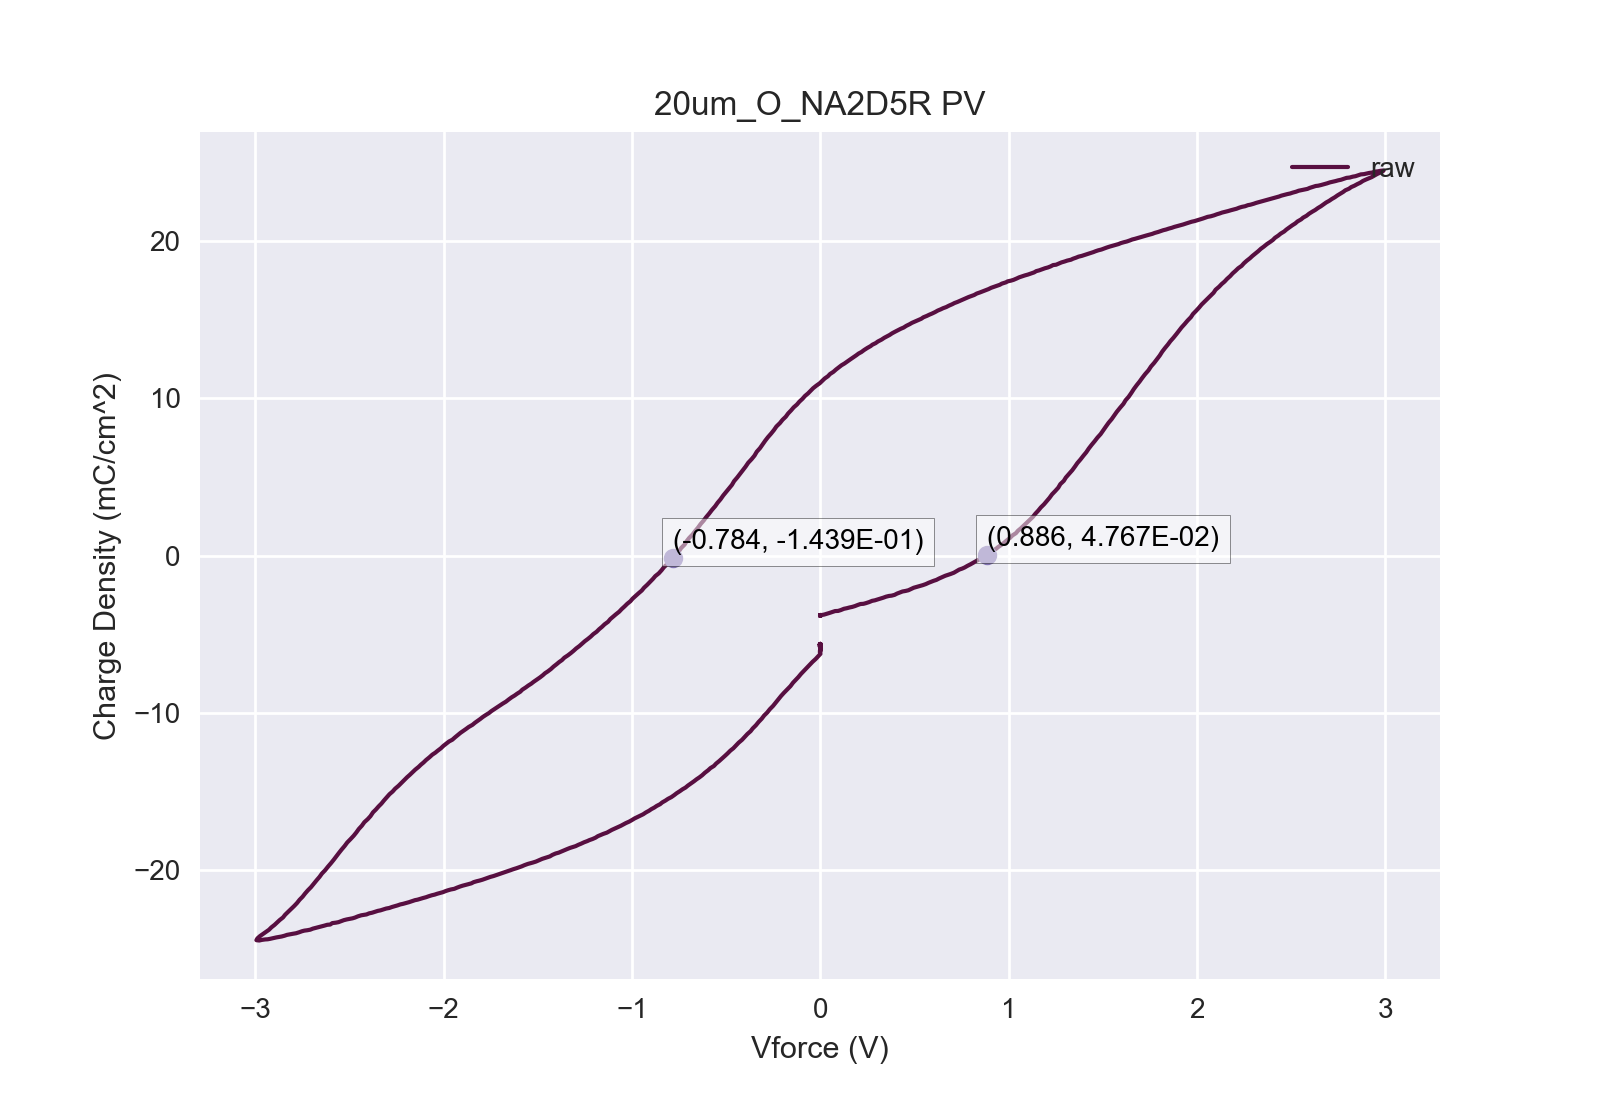 20um_O_NA2D5R PV
raw
Charge Density (mC/cm^2)
20
10
0
−10
−20
(-0.784, -1.439E-01)
(0.886, 4.767E-02)
−3 −2 −1 0 1 2 3
Vforce (V)